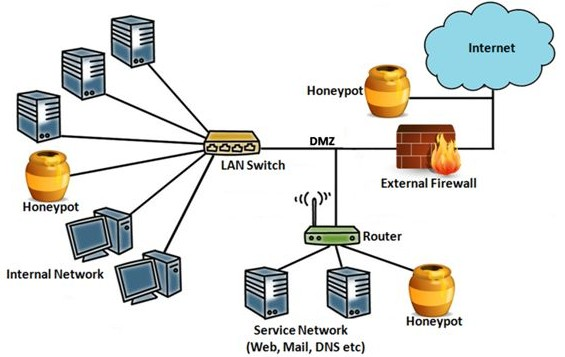 Internet
Honeypot
DMZ
LAN Switch
External Firewall
Honeypot
Router
Internal Network
Honeypot
Service Network
(Web, Mail, DNS etc)